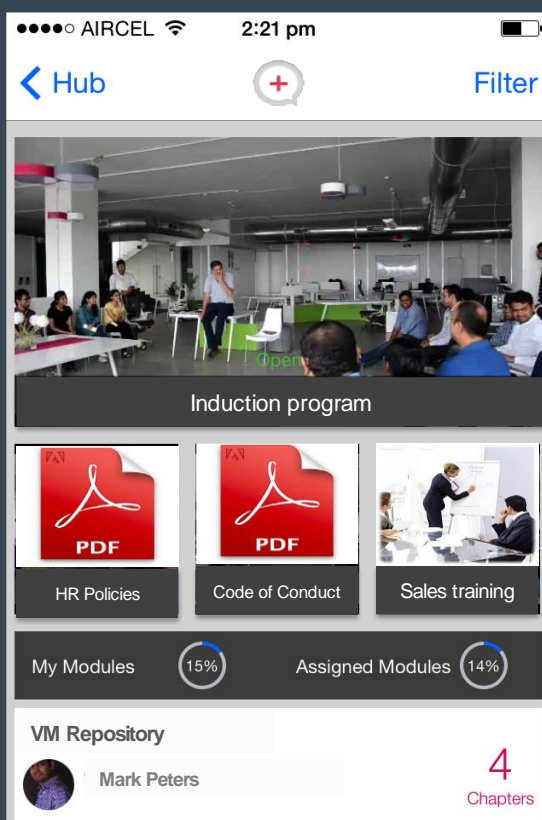 AIRCEL 2:21 pm
Hub + Filter
Open
Induction program
PDF PDF
HR Policies Code of Conduct Sales training
My Modules 15% Assigned Modules 14%
VM Repository
Mark Peters
4
Chapters